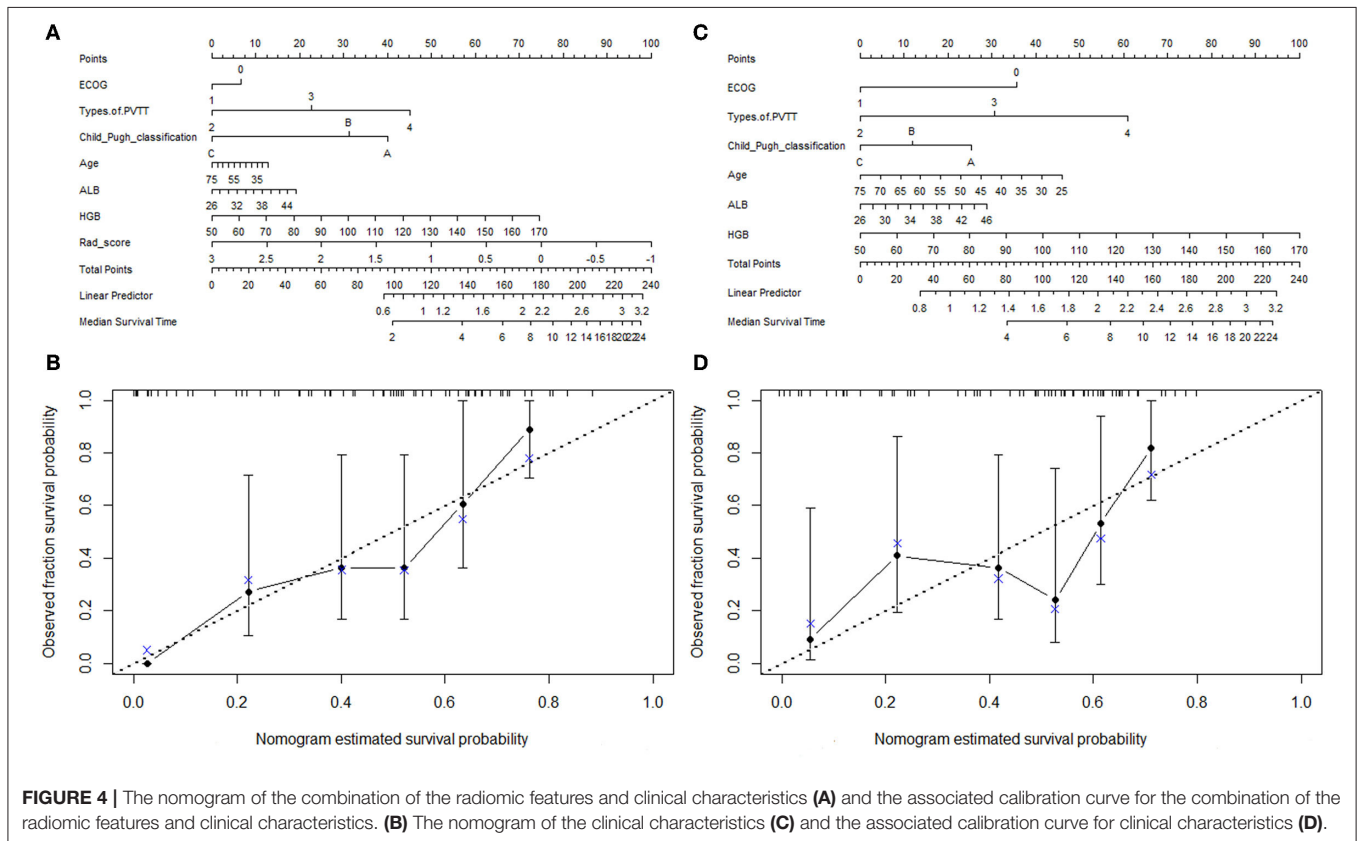 A
Points
0 10 20 30 40 50 60 70 80 90 100
0
ECOG
1 3
Types.of.PVTT
2 B 4
Child_Pugh_classification
C A
Age
75 55 35
ALB
26 32 38 44
HGB
50 60 70 80 90 100 110 120 130 140 150 160 170
Rad_score
3 2.5 2 1.5 1 0.5 0 -0.5 -1
Total Points
0 20 40 60 80 100 120 140 160 180 200 220 240
Linear Predictor
0.6 1 1.2 1.6 2 2.2 2.6 3 3.2
Median Survival Time
2 4 6 8 10 12 14 16 18 20 22 24
C
Points
0 10 20 30 40 50 60 70 80 90 100
0
ECOG
1 3
Types.of.PVTT
2 B 4
Child_Pugh_classification
C A
Age
75 70 65 60 55 50 45 40 35 30 25
ALB
26 30 34 38 42 46
HGB
50 60 70 80 90 100 110 120 130 140 150 160 170
Total Points
0 20 40 60 80 100 120 140 160 180 200 220 240
Linear Predictor
0.8 1 1.2 1.4 1.6 1.8 2 2.2 2.4 2.6 2.8 3 3.2
Median Survival Time
4 6 8 10 12 14 16 18 20 22 24
B
Observed fraction survival probability
1.0
0.8
0.6
0.4
0.2
0.0
0.0 0.2 0.4 0.6 0.8 1.0
Nomogram estimated survival probability
D
Observed fraction survival probability
1.0
0.8
0.6
0.4
0.2
0.0
0.0 0.2 0.4 0.6 0.8 1.0
Nomogram estimated survival probability
FIGURE 4 | The nomogram of the combination of the radiomic features and clinical characteristics (A) and the associated calibration curve for the combination of the
radiomic features and clinical characteristics. (B) The nomogram of the clinical characteristics (C) and the associated calibration curve for clinical characteristics (D).